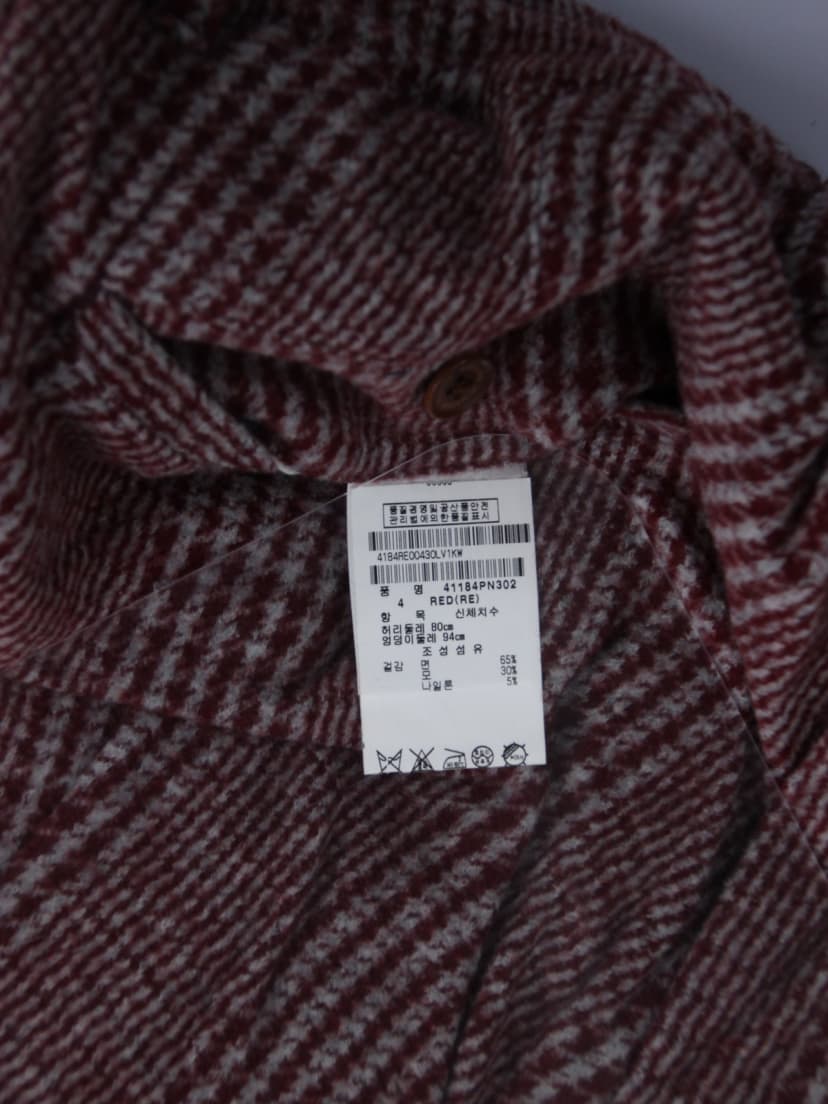 품질경영및공산품안전
관리법에의한품질표시
4184RE00430LV1KW
품 명 41184PN302
4 RED(RE)
항 목 신체치수
허리둘레 80cm
엉덩이둘레 94cm
조성섬유
겉감 면 65%
모 30%
나일론 5%